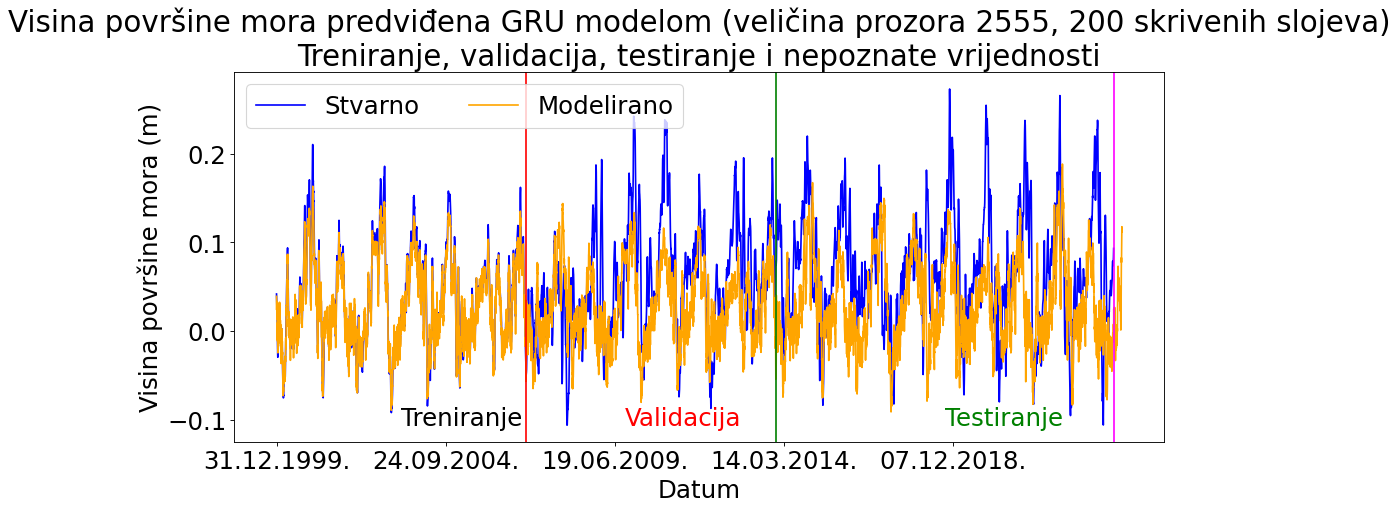 Visina površine mora predviđena GRU modelom (veličina prozora 2555, 200 skrivenih slojeva)
Treniranje, validacija, testiranje i nepoznate vrijednosti
Stvarno Modelirano
Visina površine mora (m)
0.2
0.1
0.0
−0.1
Treniranje Validacija Testiranje
31.12.1999. 24.09.2004. 19.06.2009. 14.03.2014. 07.12.2018.
Datum